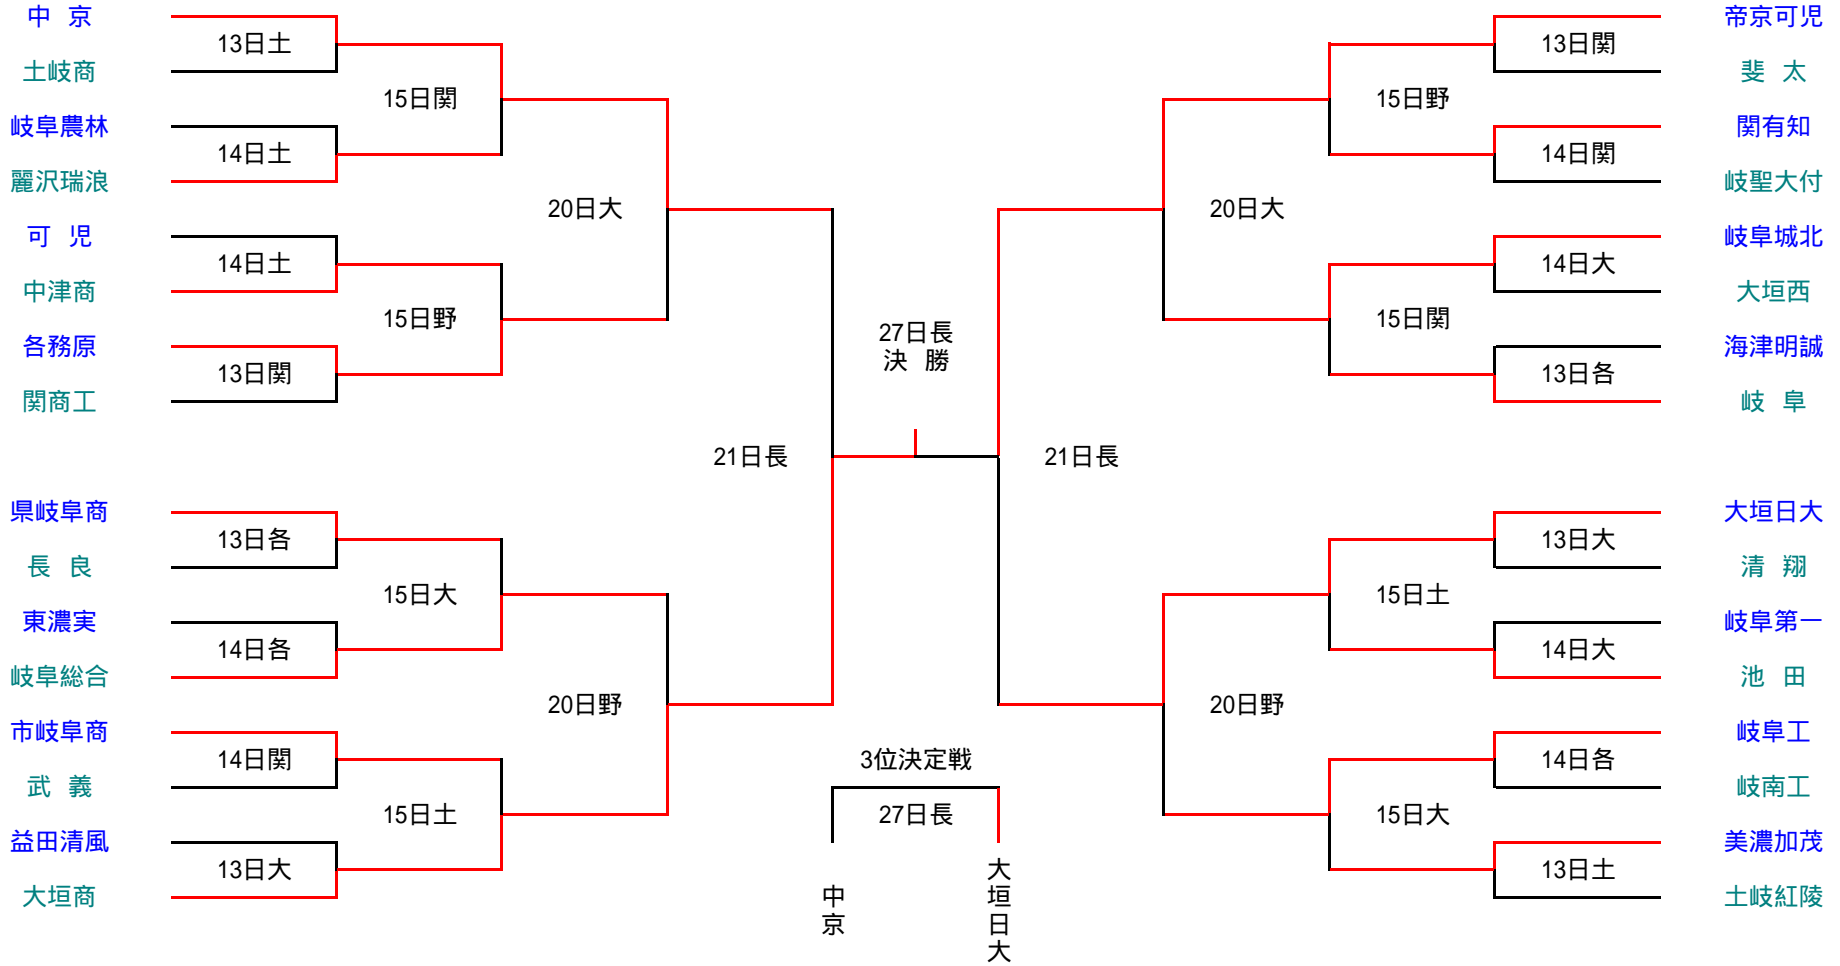 中 京
13日土
土岐商
15日関
岐阜農林
14日土
麗沢瑞浪
20日大
可 児
14日土
中津商
15日野
各務原
13日関
関商工
21日長
県岐阜商
13日各
長 良
15日大
東濃実
14日各
岐阜総合
20日野
市岐阜商
14日関
武 義
15日土
益田清風
13日大
大垣商
27日長
決 勝
3位決定戦
27日長
中京
大垣日大
帝京可児
13日関
斐 太
15日野
関有知
14日関
岐聖大付
20日大
岐阜城北
14日大
大垣西
15日関
海津明誠
13日各
岐 阜
21日長
大垣日大
13日大
清 翔
15日土
岐阜第一
14日大
池 田
20日野
岐阜工
14日各
岐南工
15日大
美濃加茂
13日土
土岐紅陵